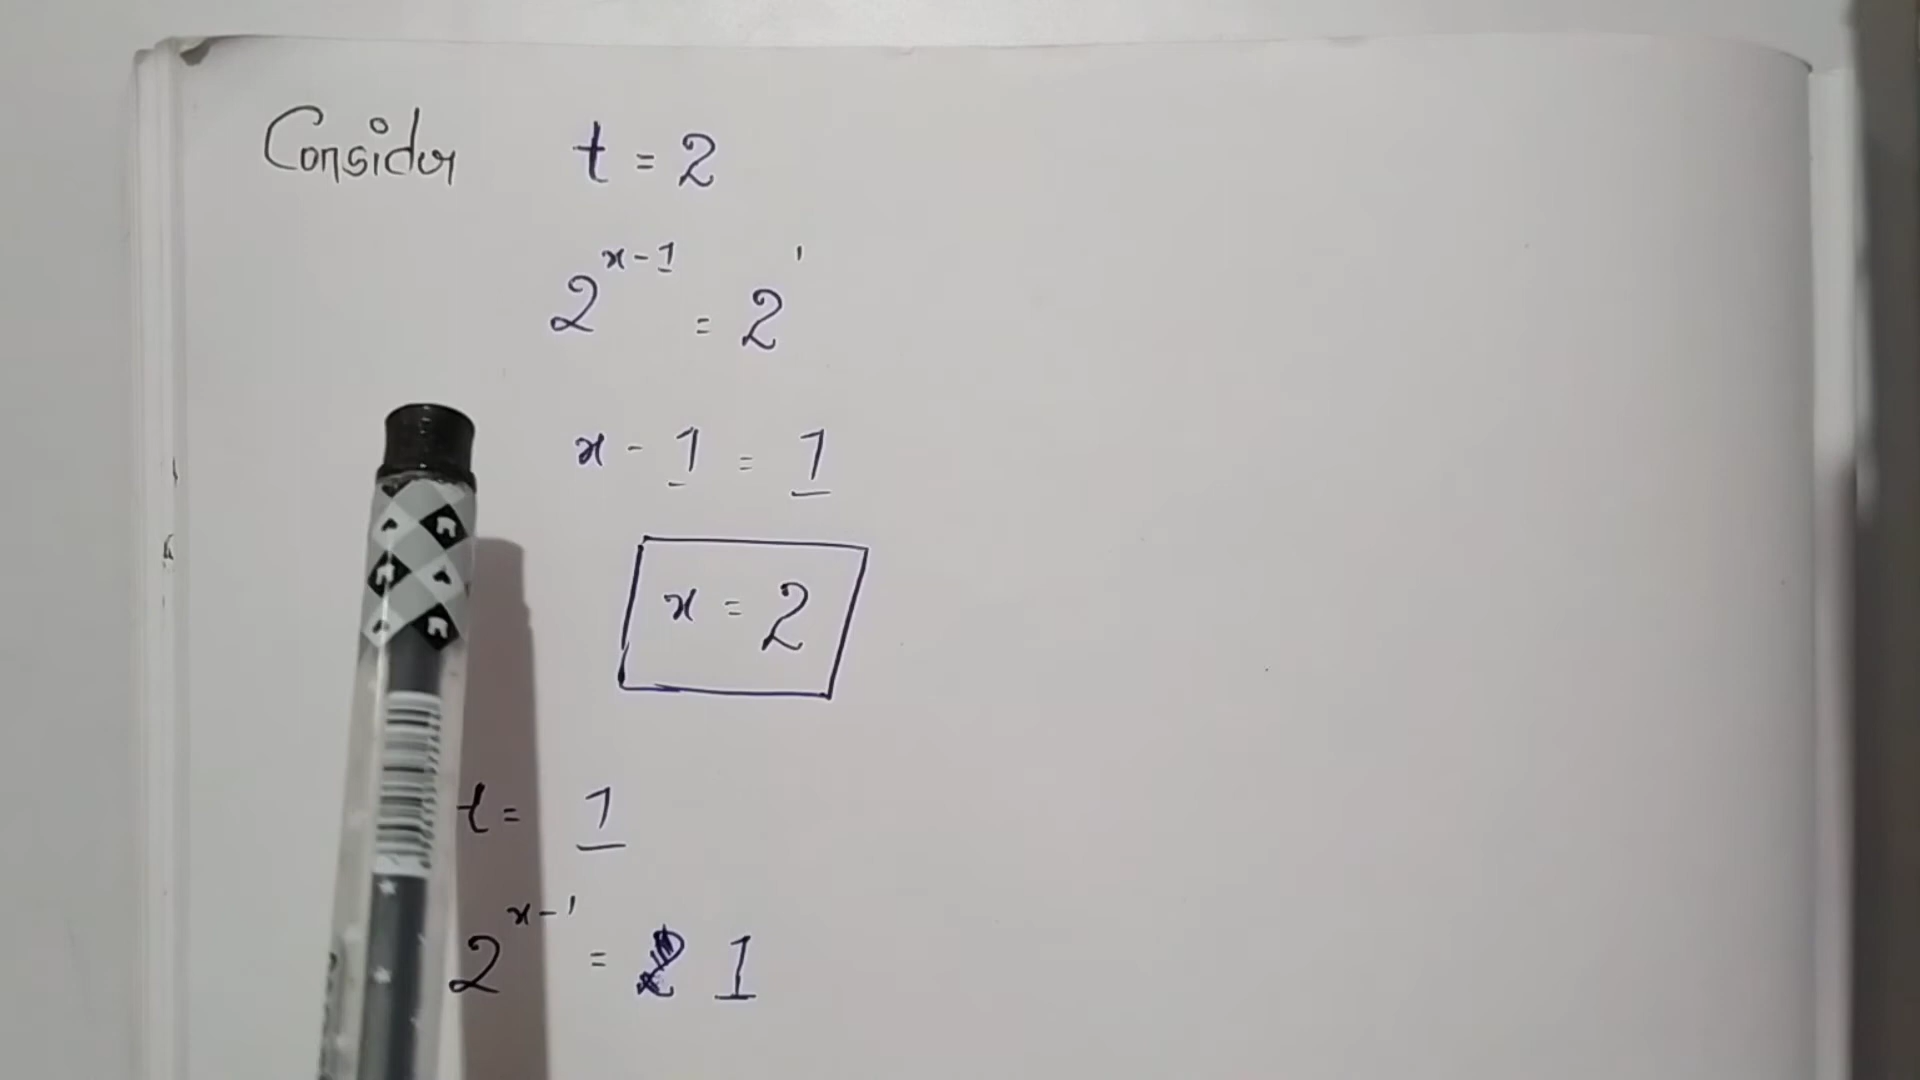 Consider t = 2
2^{x-1} = 2^{1}
x - 1 = 1
x = 2
t = 1
2^{x-1} = 1